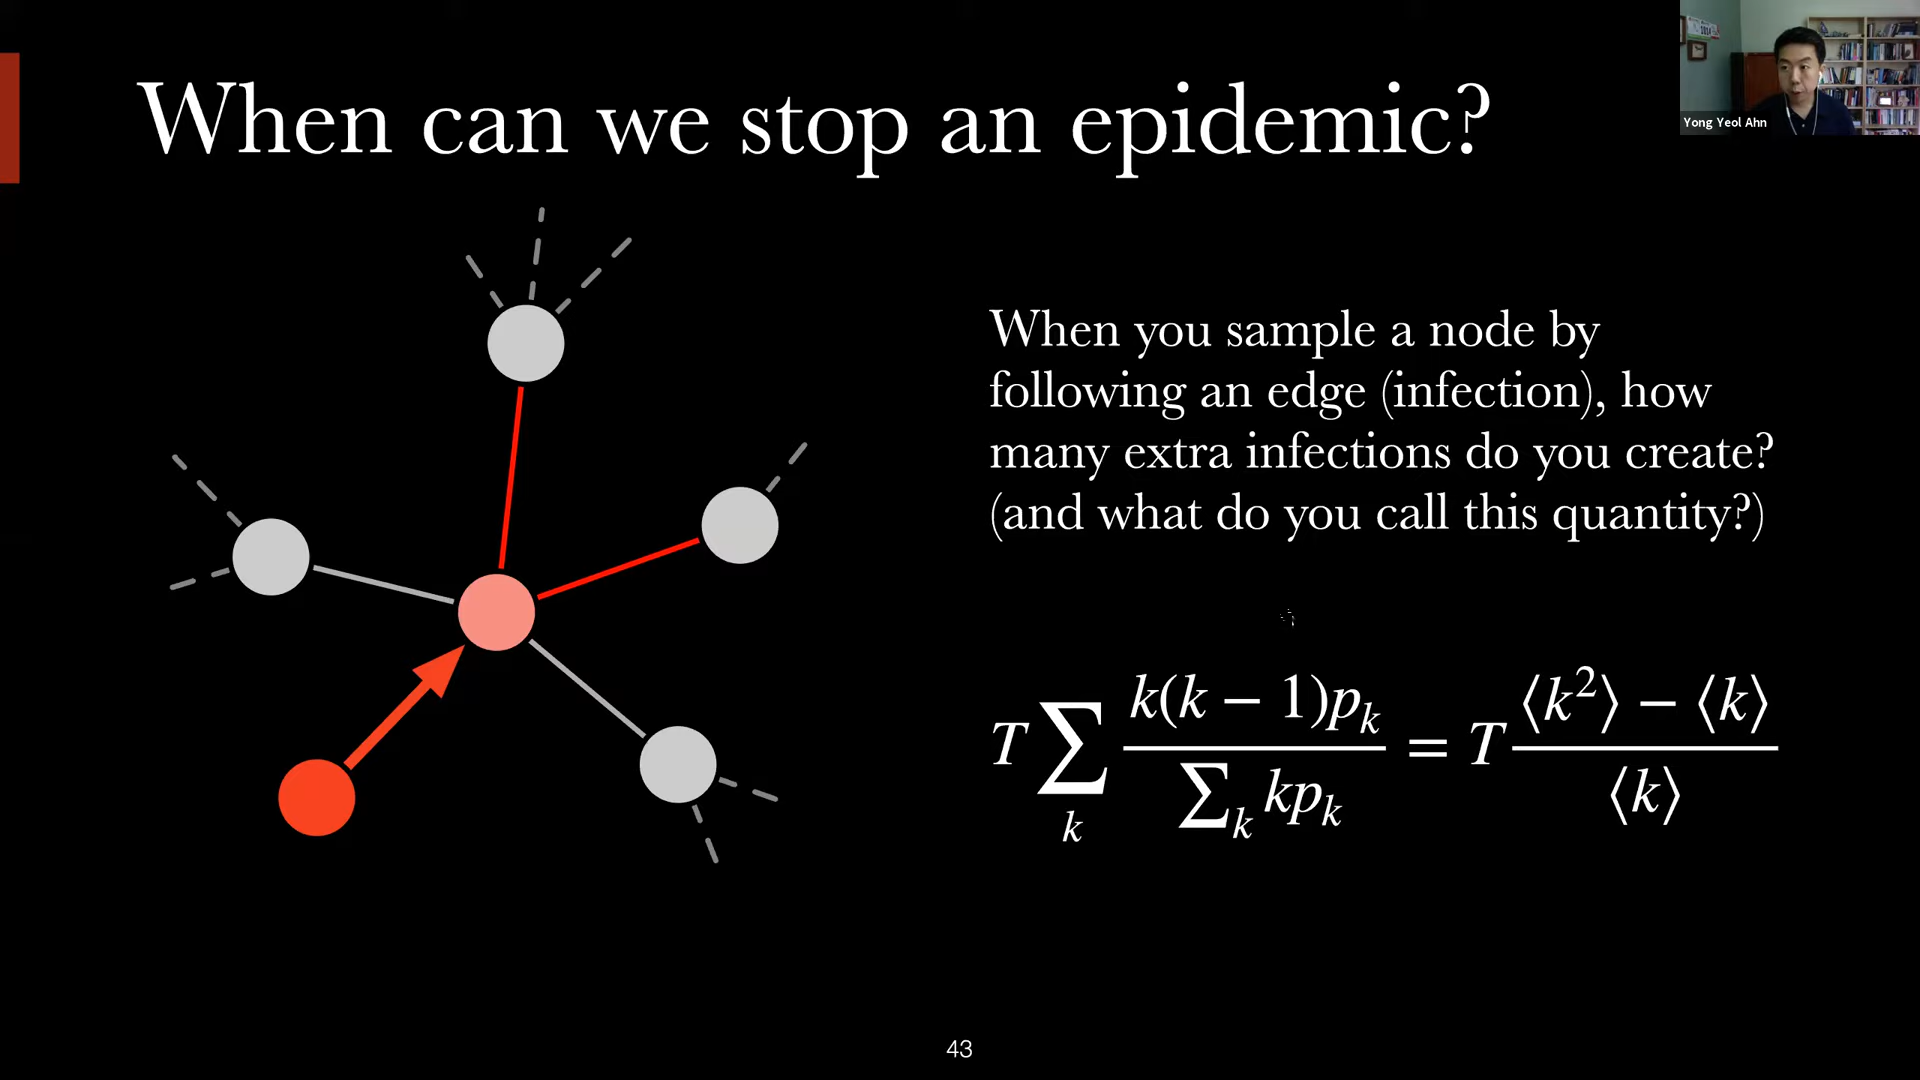 When can we stop an epidemic?
Yong Yeol Ahn
When you sample a node by
following an edge (infection), how
many extra infections do you create?
(and what do you call this quantity?)
T ∑_k k(k − 1)p_k / ∑_k kp_k = T (⟨k²⟩ − ⟨k⟩) / ⟨k⟩
43